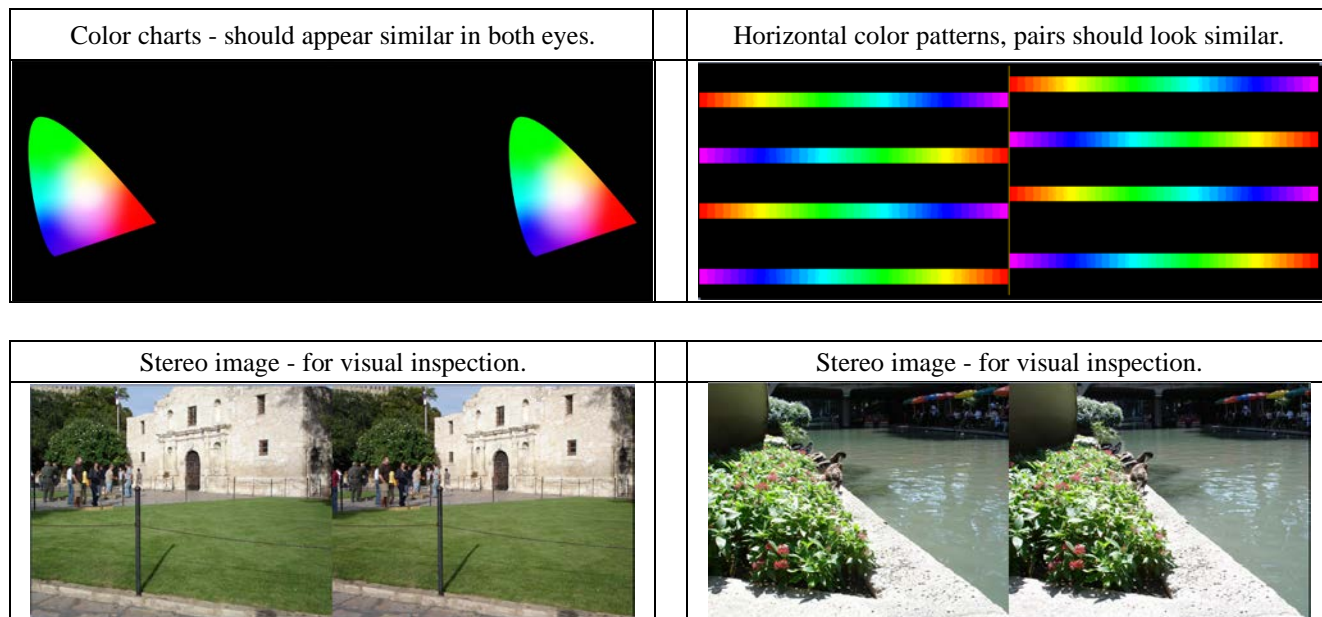 Color charts - should appear similar in both eyes.
Horizontal color patterns, pairs should look similar.
Stereo image - for visual inspection.
Stereo image - for visual inspection.